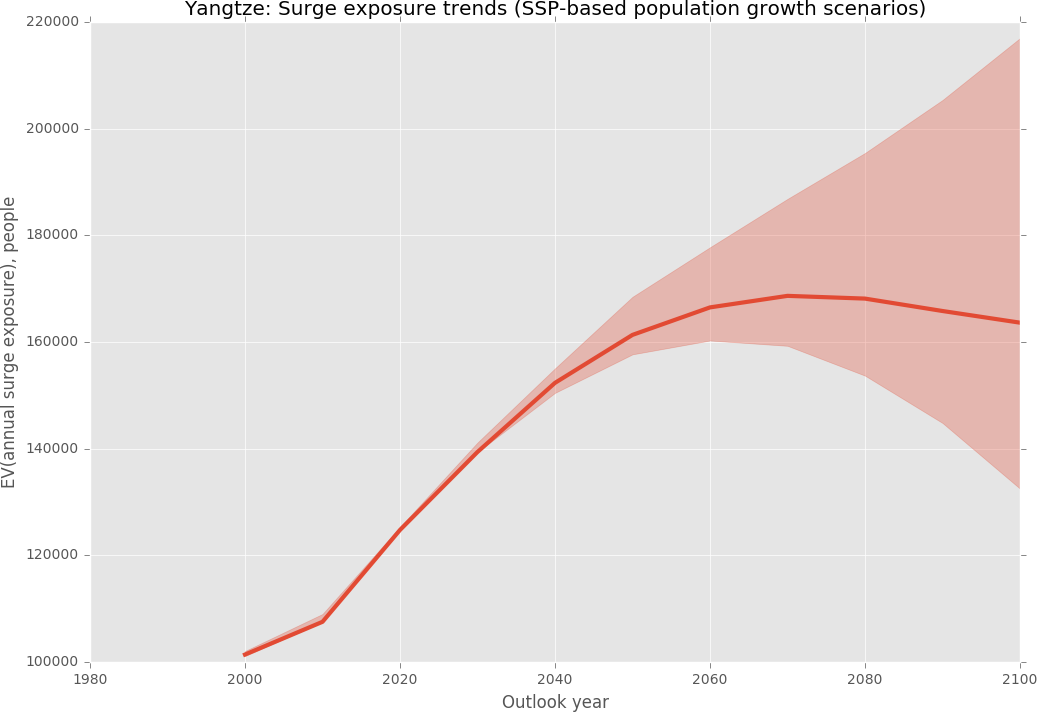 Yangtze: Surge exposure trends (SSP-based population growth scenarios)
EV(annual surge exposure), people
220000
200000
180000
160000
140000
120000
100000
1980 2000 2020 2040 2060 2080 2100
Outlook year